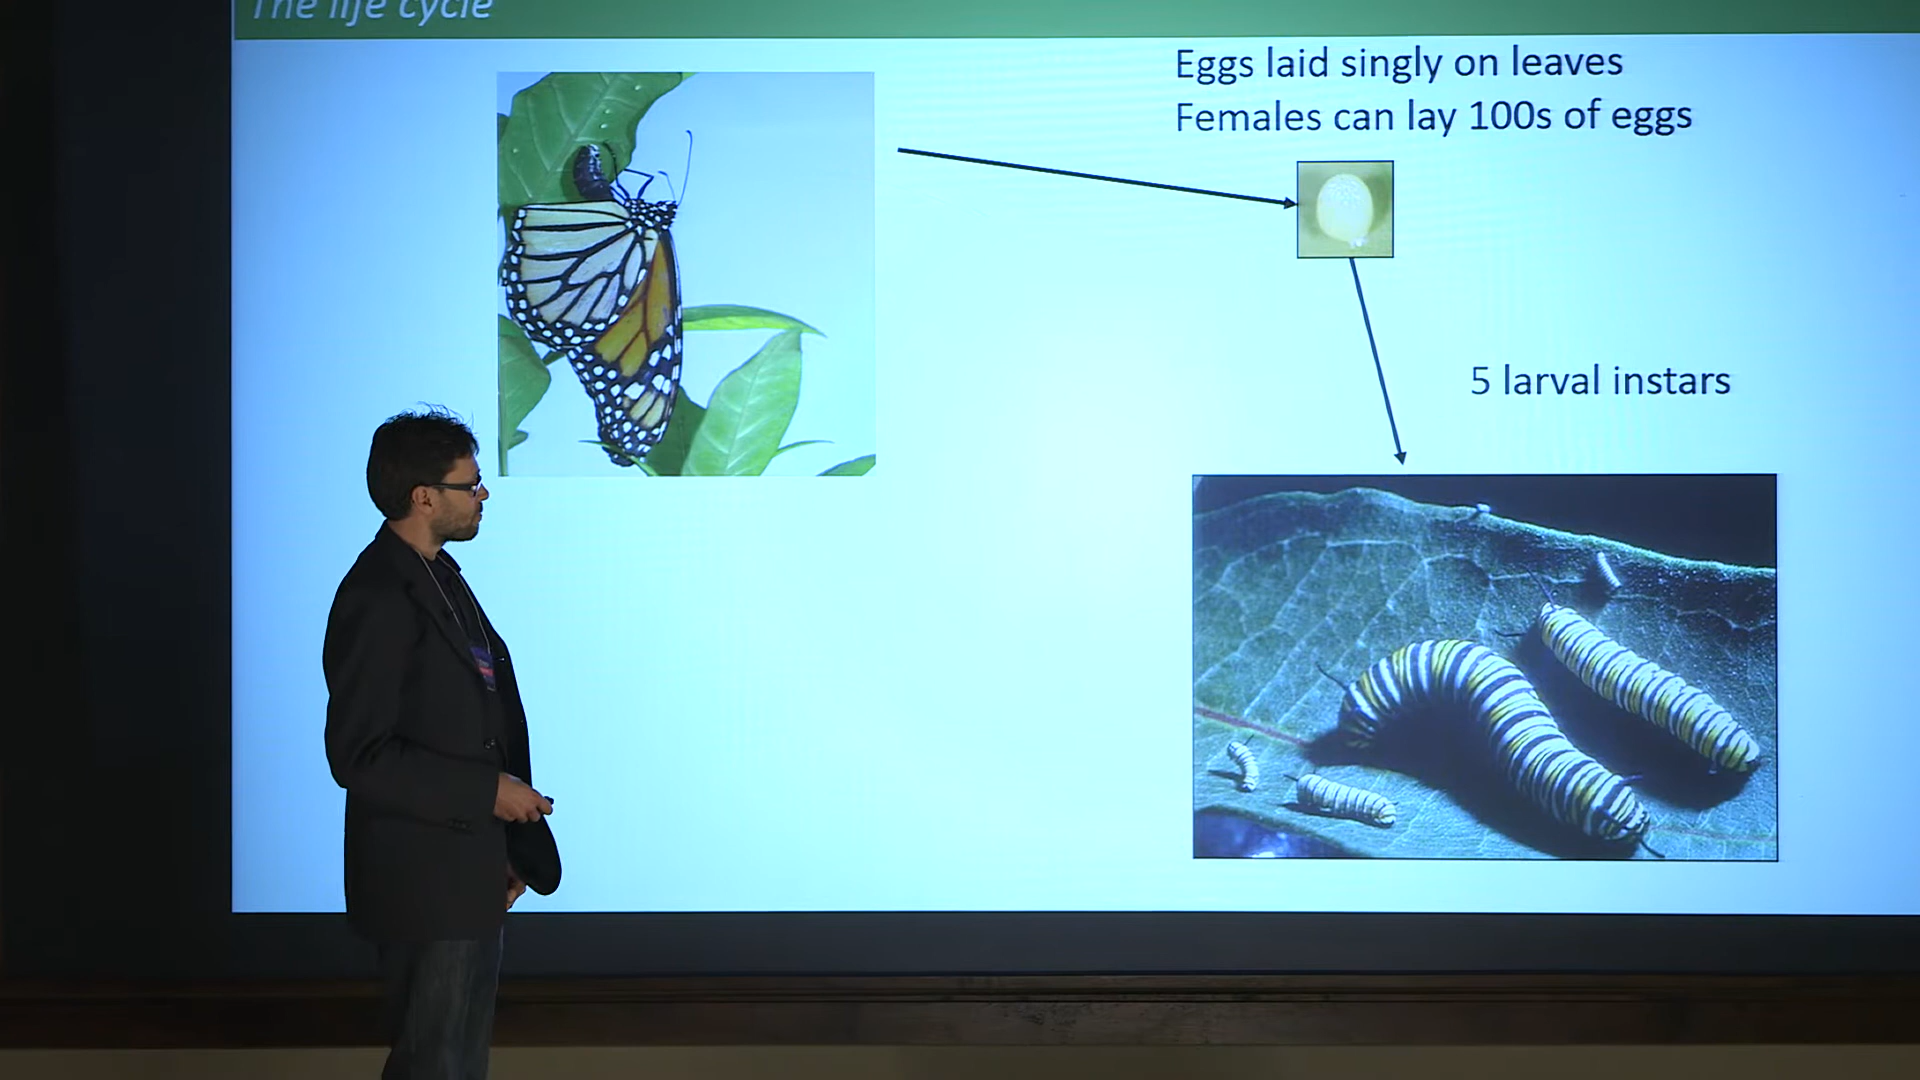 The life cycle
Eggs laid singly on leaves
Females can lay 100s of eggs
5 larval instars